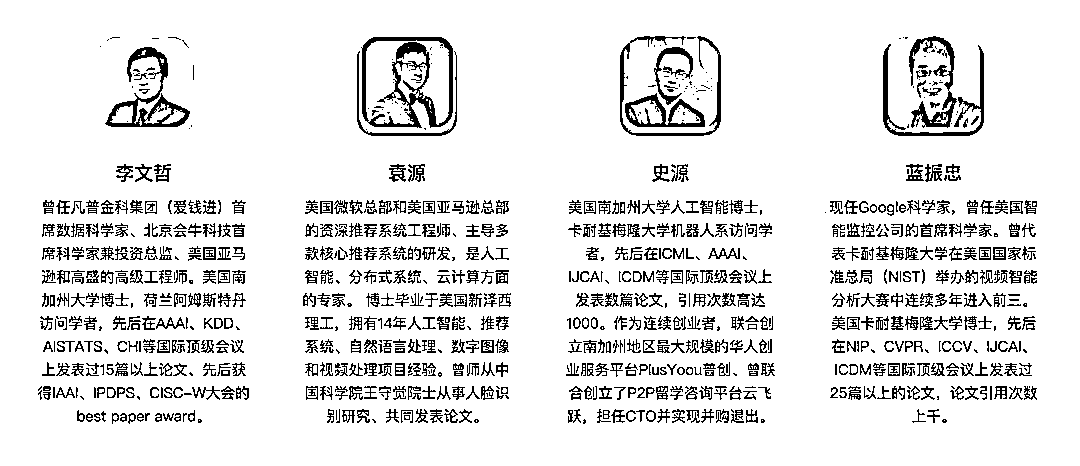 李文哲
曾任凡普金科集团（爱钱进）首
席数据科学家、北京会牛科技首
席科学家兼投资总监、美国亚马
逊和高盛的高级工程师。美国南
加州大学博士，荷兰阿姆斯特丹
访问学者，先后在AAAI、KDD、
AISTATS、CHI等国际顶级会议
上发表过15篇以上论文、先后获
得IAAI、IPDPS、CISC-W大会的
best paper award。
袁源
美国微软总部和美国亚马逊总部
的资深推荐系统工程师、主导多
款核心推荐系统的研发，是人工
智能、分布式系统、云计算方面
的专家。 博士毕业于美国新泽西
理工，拥有14年人工智能、推荐
系统、自然语言处理、数字图像
和视频处理项目经验。曾师从中
国科学院王守觉院士从事人脸识
别研究、共同发表论文。
史源
美国南加州大学人工智能博士，
卡耐基梅隆大学机器人系访问学
者，先后在ICML、AAAI、
IJCAI、ICDM等国际顶级会议上
发表数篇论文，引用次数高达
1000。作为连续创业者，联合创
立南加州地区最大规模的华人创
业服务平台PlusYoou普创、曾联
合创立了P2P留学咨询平台云飞
跃，担任CTO并实现并购退出。
蓝振忠
现任Google科学家，曾任美国智
能监控公司的首席科学家。曾代
表卡耐基梅隆大学在美国国家标
准总局（NIST）举办的视频智能
分析大赛中连续多年进入前三。
美国卡耐基梅隆大学博士，先后
在NIP、CVPR、ICCV、IJCAI、
ICDM等国际顶级会议上发表过
25篇以上的论文，论文引用次数
上千。